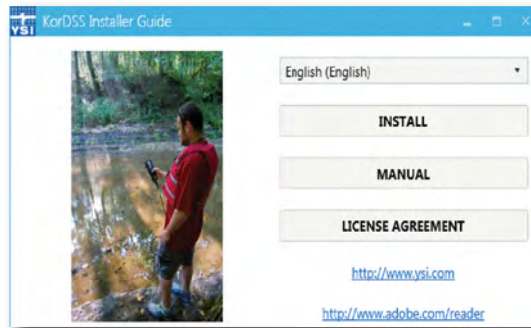 YSI
KorDSS Installer Guide
English (English)
INSTALL
MANUAL
LICENSE AGREEMENT
http://www.ysi.com
http://www.adobe.com/reader